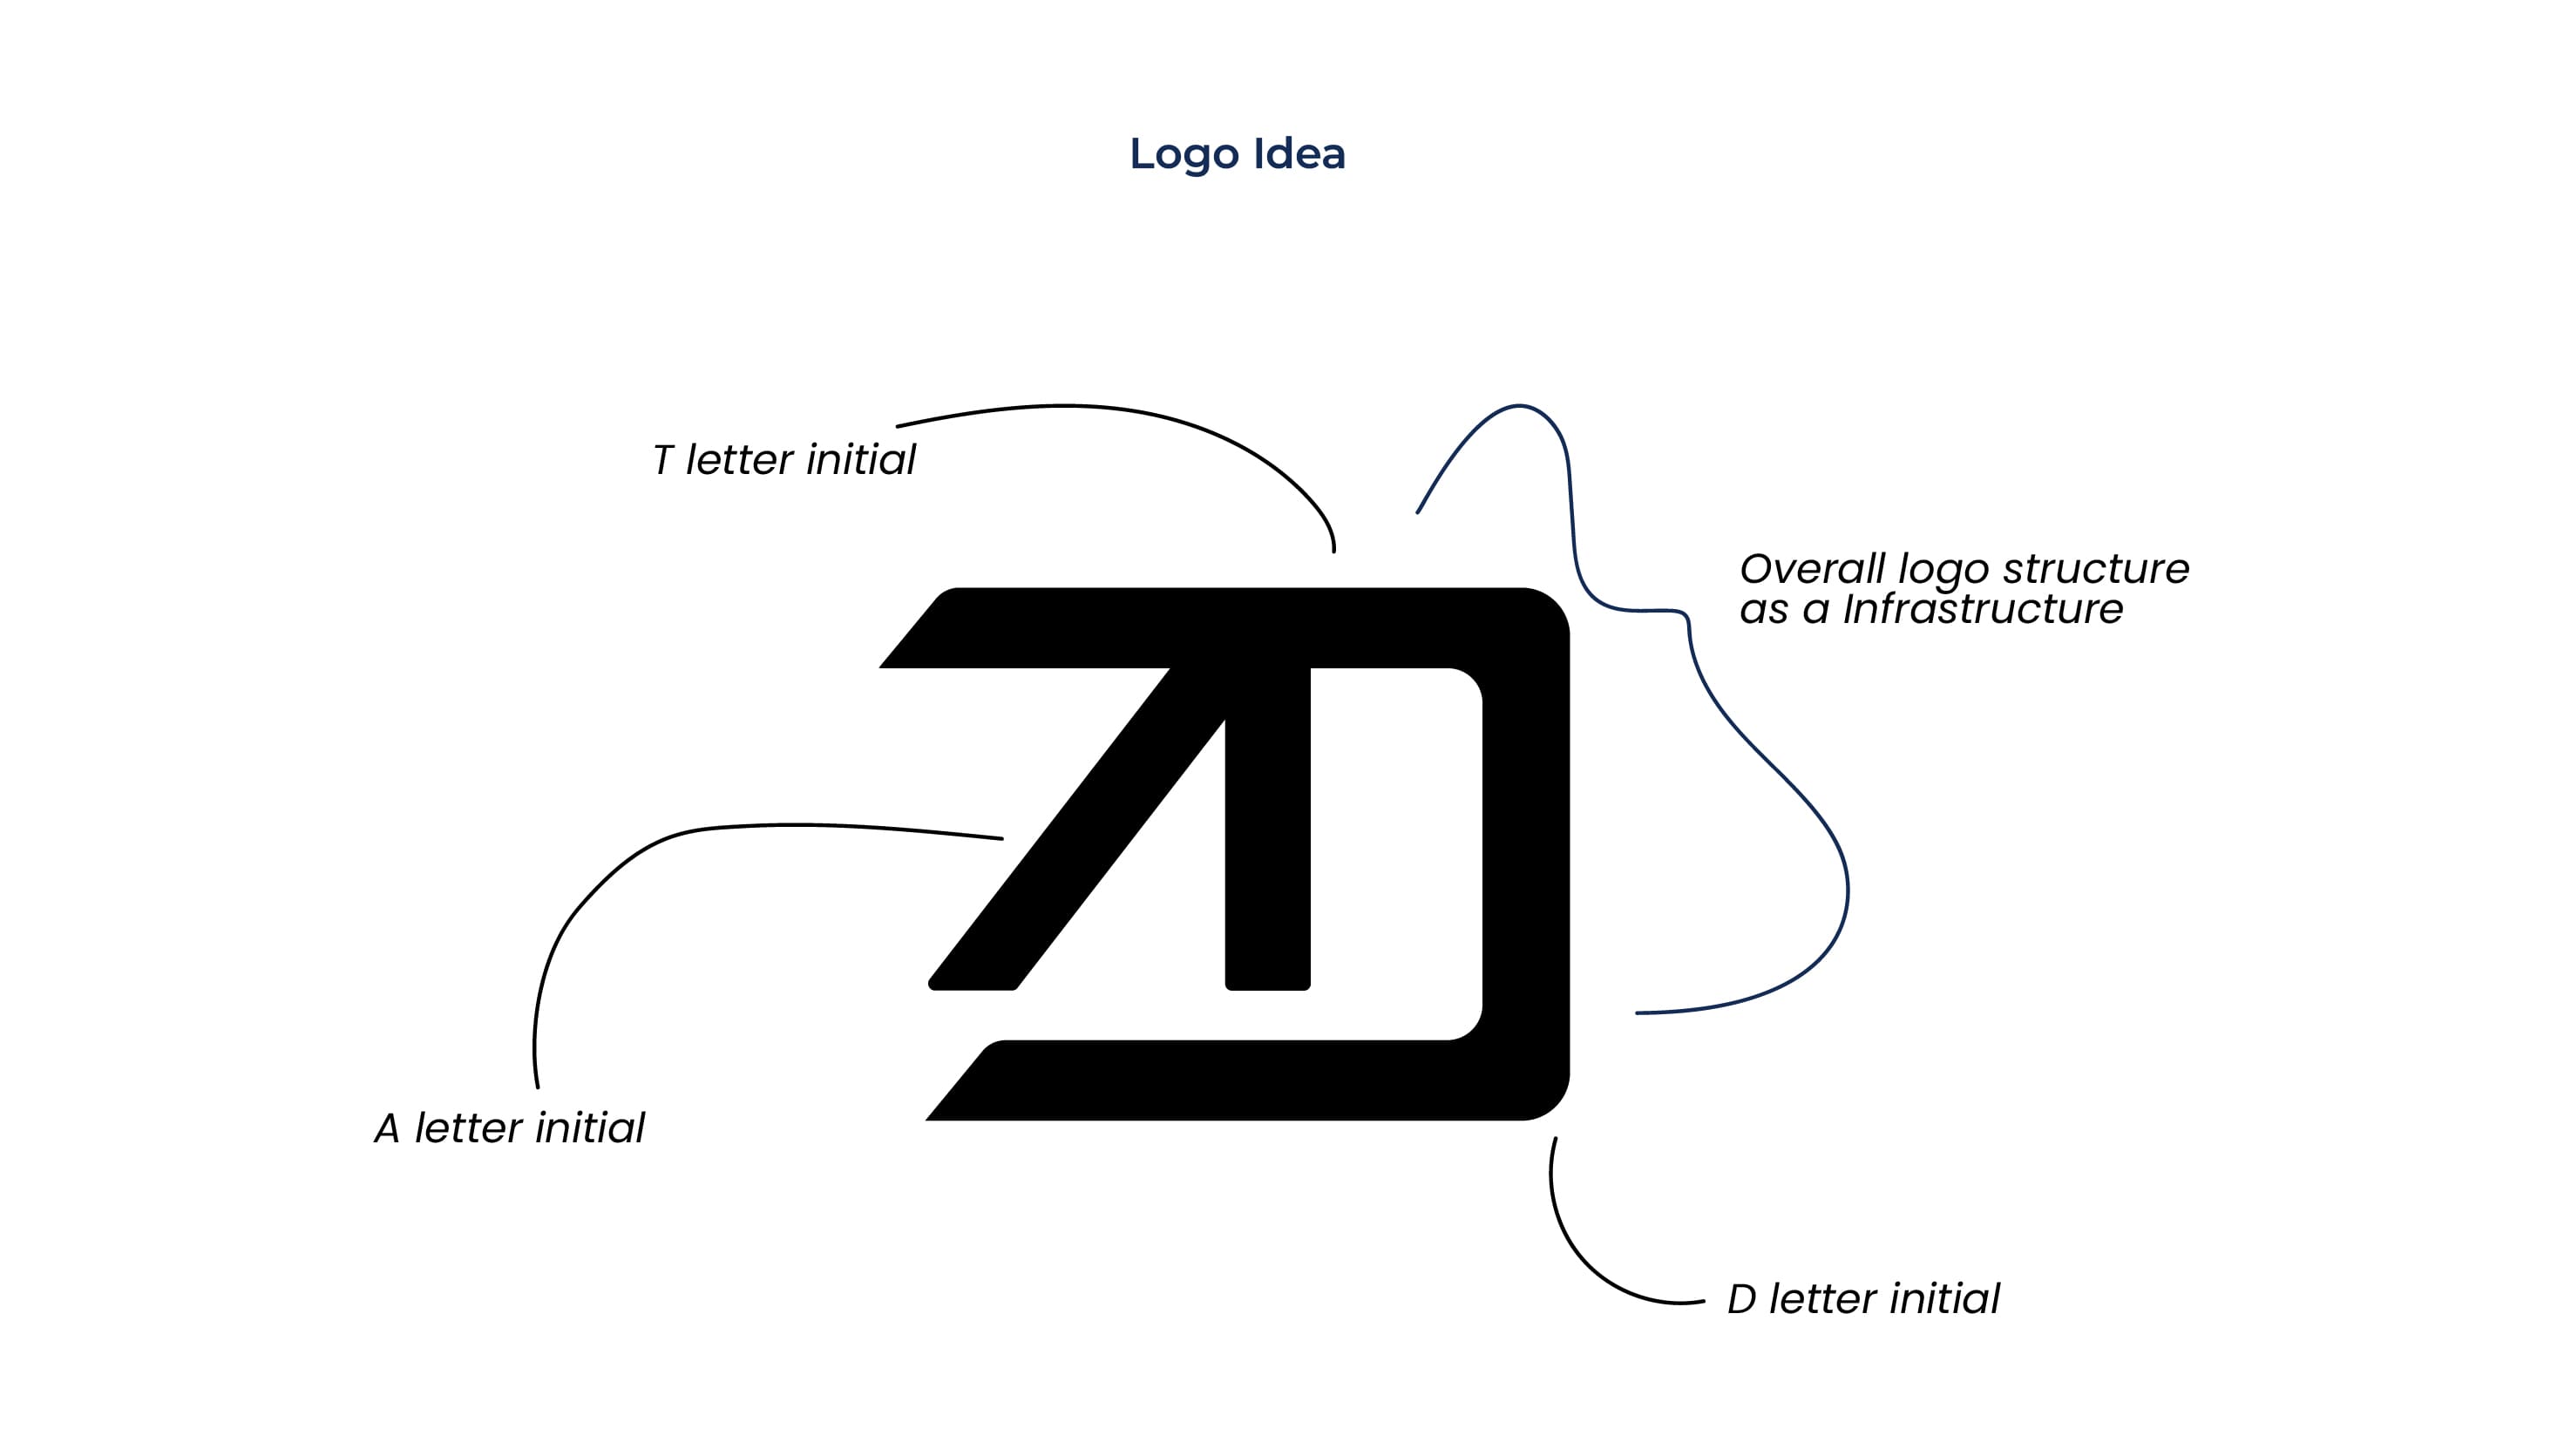 Logo Idea
T letter initial
Overall logo structure
as a Infrastructure
A letter initial
D letter initial